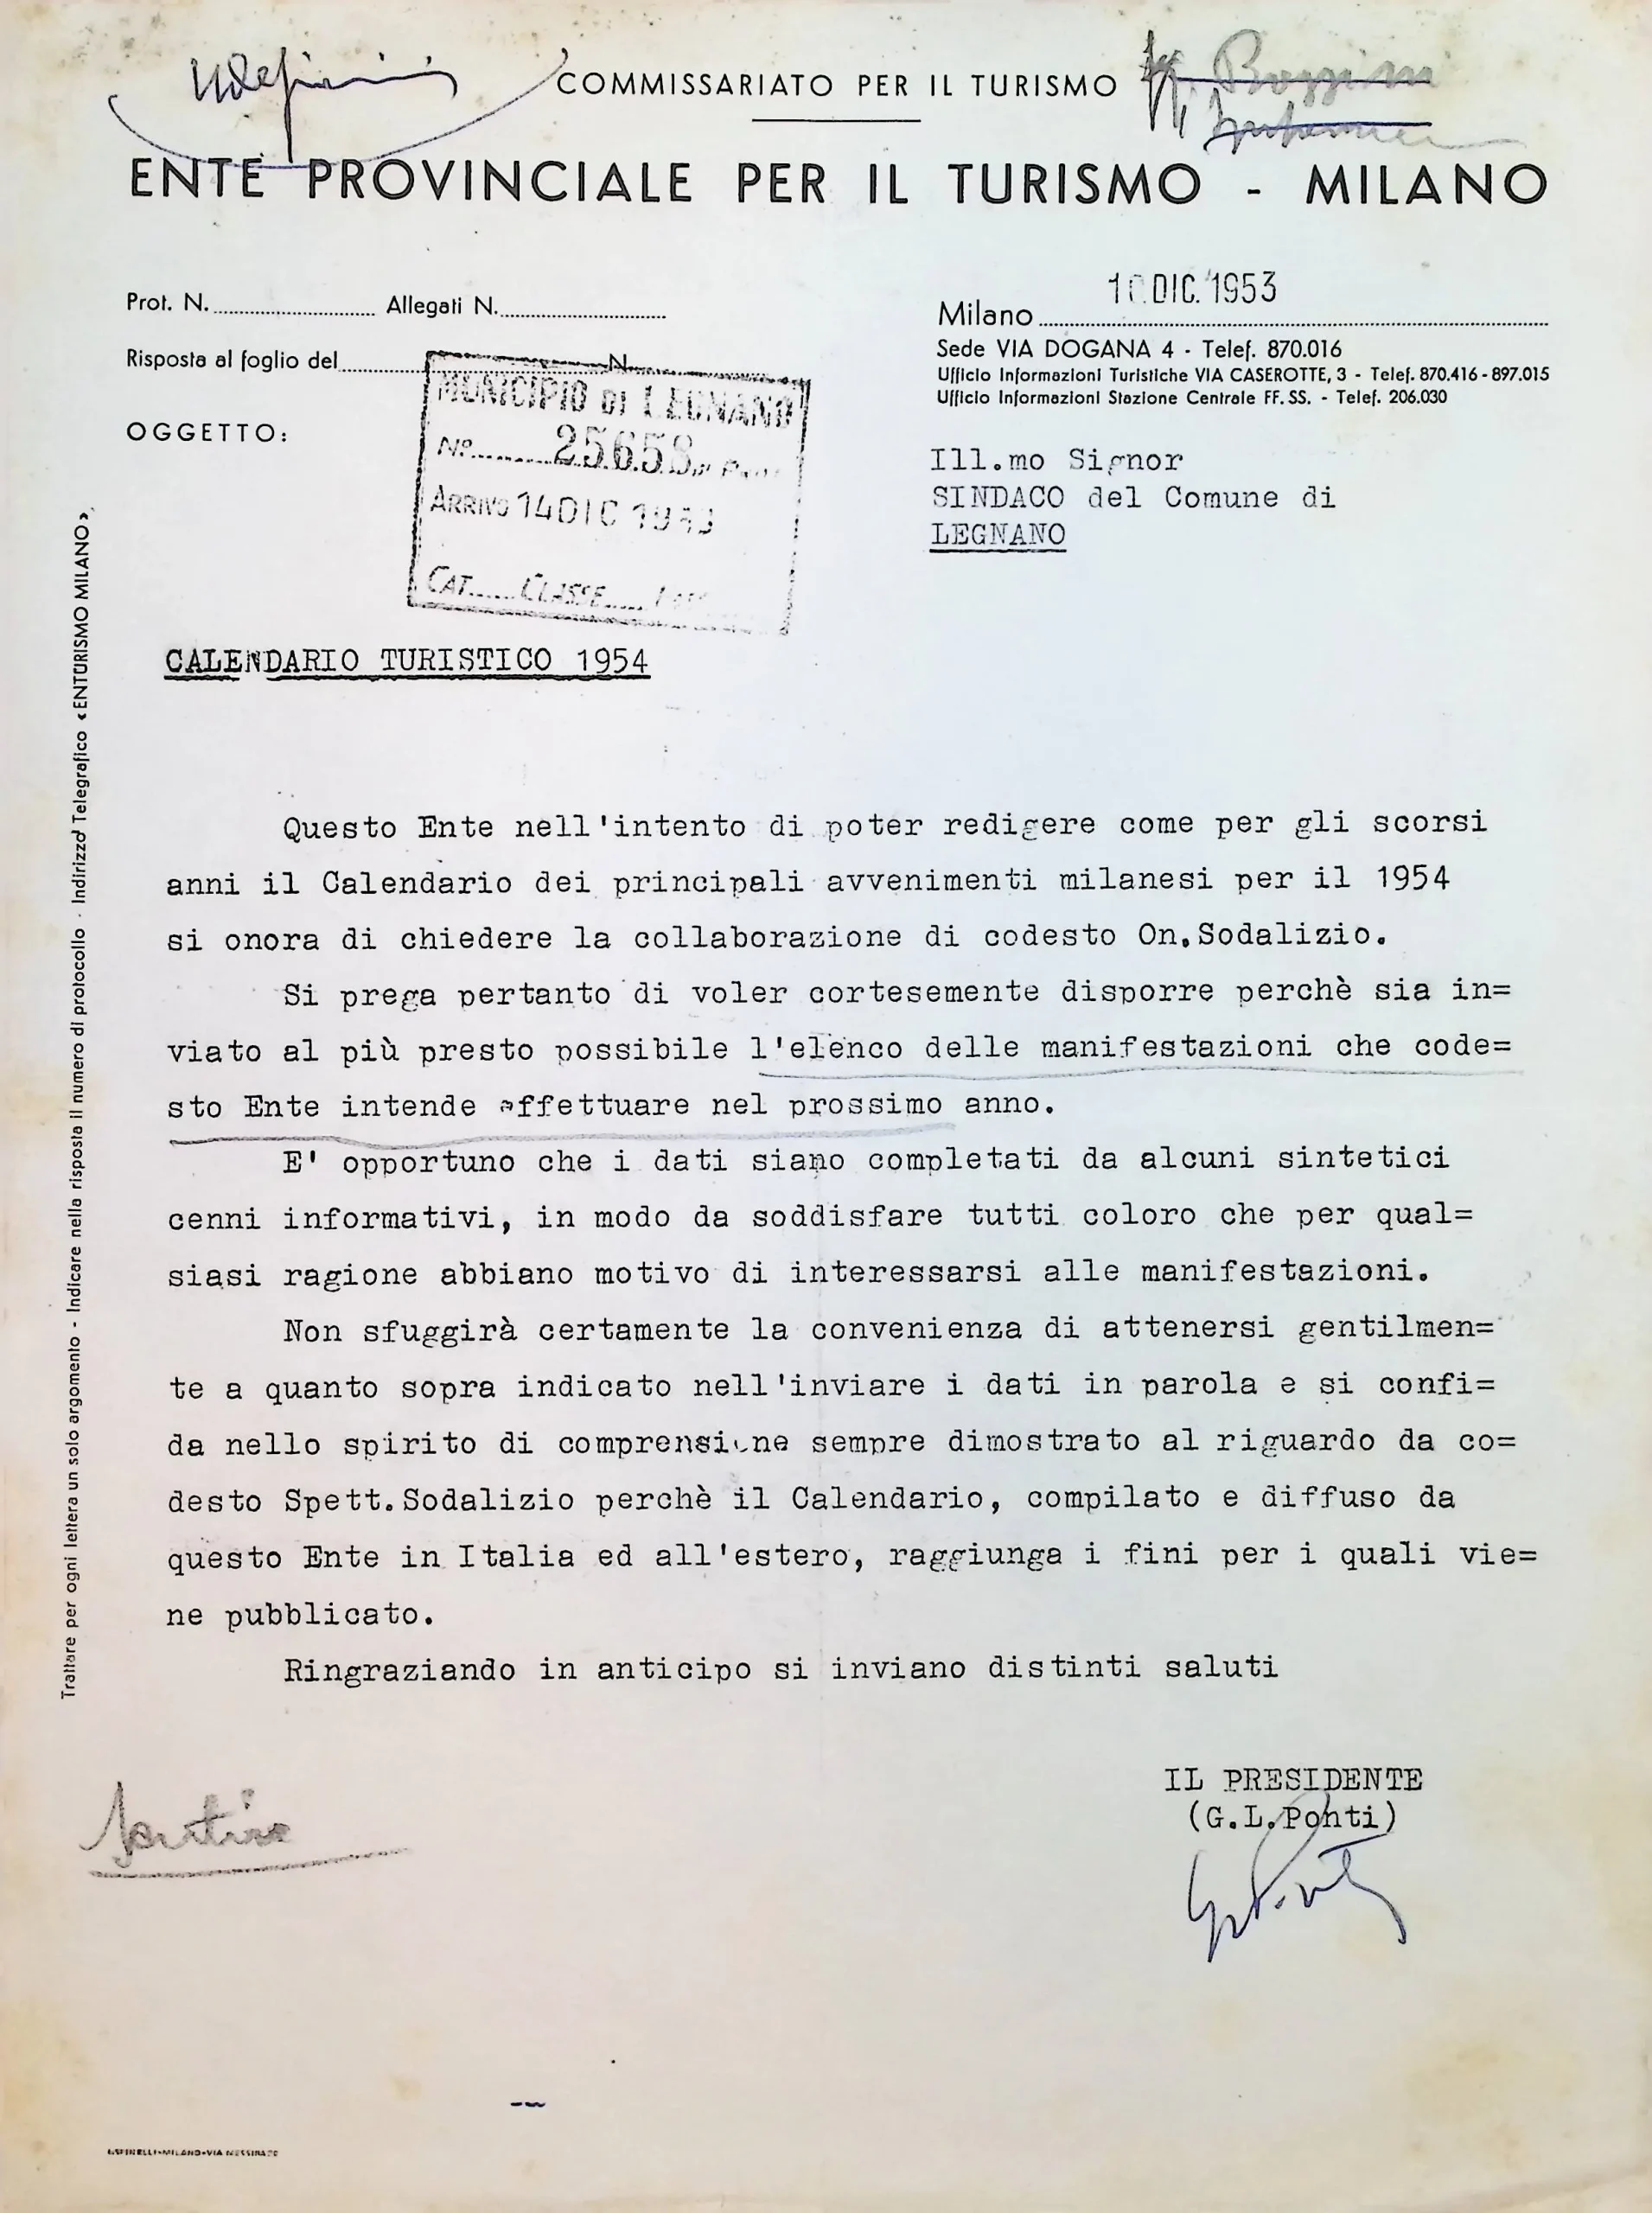 COMMISSARIATO PER IL TURISMO
ENTE PROVINCIALE PER IL TURISMO - MILANO
Prot. N. Allegati N.
Risposta al foglio del N.
OGGETTO:
DIC. 1953
Milano
Sede VIA DOGANA 4 - Telef. 870.016
Ufficio Informazioni Turistiche VIA CASEROTTE, 3 - Telef. 870.416 - 897.015
Ufficio Informazioni Stazione Centrale FF. SS. - Telef. 206.030
MUNICIPIO DI LEGNANO
Nº 25658
ARRIVO 14 DIC 1953
CAT. CLASSE
Ill.mo Signor
SINDACO del Comune di
LEGNANO
CALENDARIO TURISTICO 1954
Questo Ente nell'intento di poter redigere come per gli scorsi
anni il Calendario dei principali avvenimenti milanesi per il 1954
si onora di chiedere la collaborazione di codesto On.Sodalizio.
Si prega pertanto di voler cortesemente disporre perchè sia in=
viato al più presto possibile l'elenco delle manifestazioni che code=
sto Ente intende effettuare nel prossimo anno.
E' opportuno che i dati siano completati da alcuni sintetici
cenni informativi, in modo da soddisfare tutti coloro che per qual=
siasi ragione abbiano motivo di interessarsi alle manifestazioni.
Non sfuggirà certamente la convenienza di attenersi gentilmen=
te a quanto sopra indicato nell'inviare i dati in parola e si confi=
da nello spirito di comprensione sempre dimostrato al riguardo da co=
desto Spett.Sodalizio perchè il Calendario, compilato e diffuso da
questo Ente in Italia ed all'estero, raggiunga i fini per i quali vie=
ne pubblicato.
Ringraziando in anticipo si inviano distinti saluti
IL PRESIDENTE
(G.L.Ponti)
Trattare per ogni lettera un solo argomento - Indicare nella risposta il numero di protocollo - Indirizzo Telegrafico «ENTURISMO MILANO»